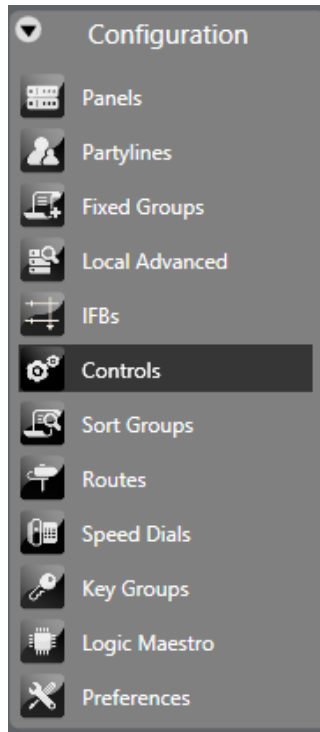 Configuration
Panels
Partylines
Fixed Groups
Local Advanced
IFBs
Controls
Sort Groups
Routes
Speed Dials
Key Groups
Logic Maestro
Preferences